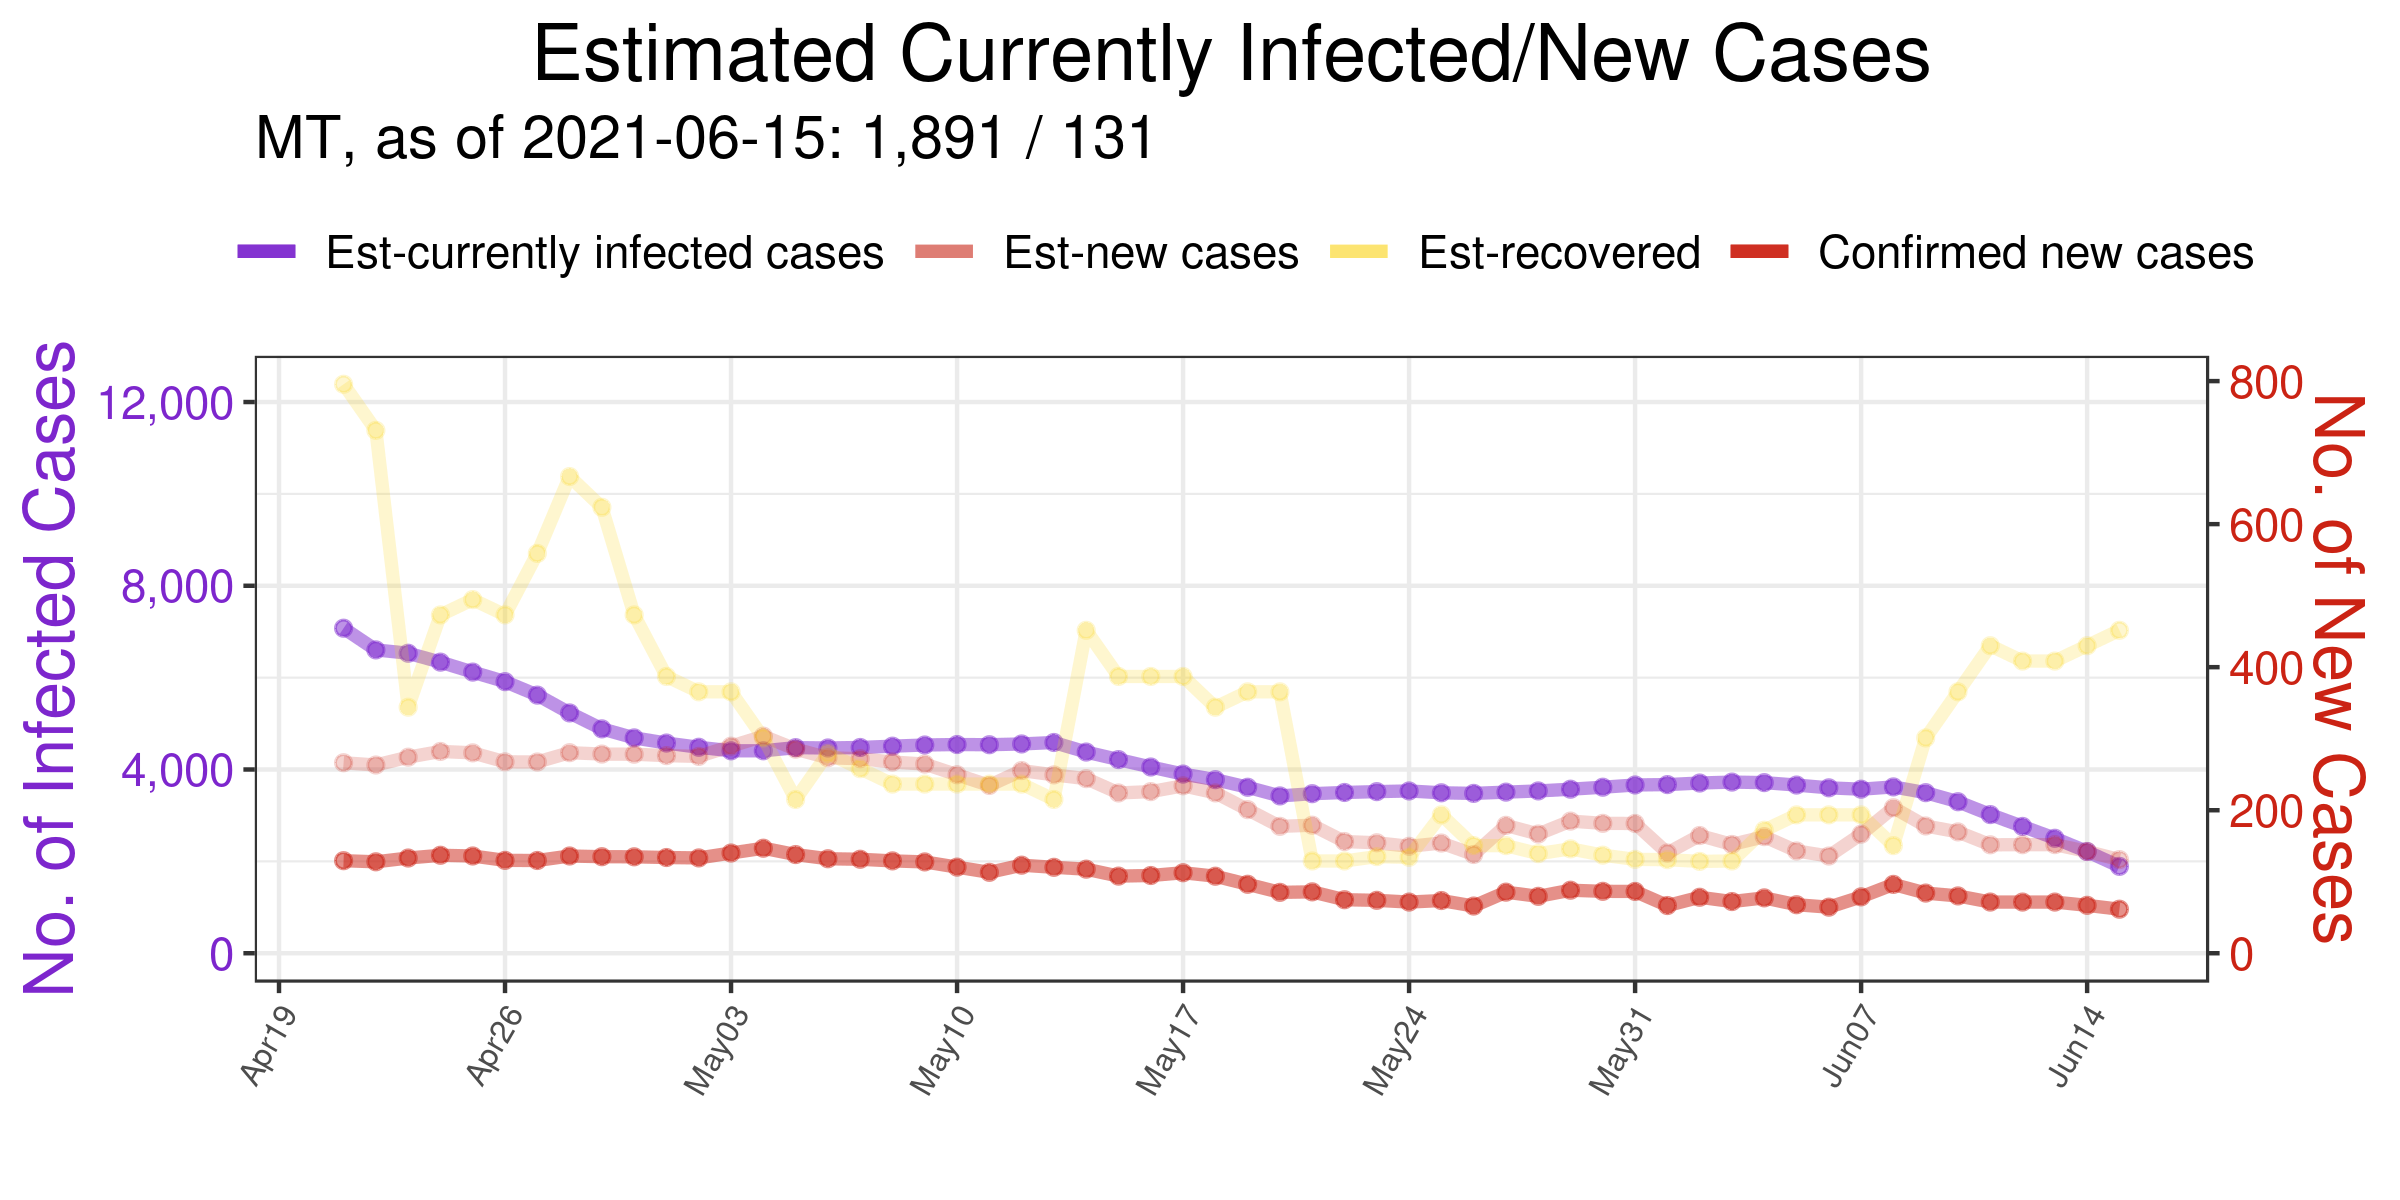 Estimated Currently Infected/New Cases
MT, as of 2021-06-15: 1,891 / 131
Est-currently infected cases Est-new cases Est-recovered Confirmed new cases
No. of Infected Cases
12,000
8,000
4,000
0
800
600
400
200
0
No. of New Cases
Apr19 Apr26 May03 May10 May17 May24 May31 Jun07 Jun14